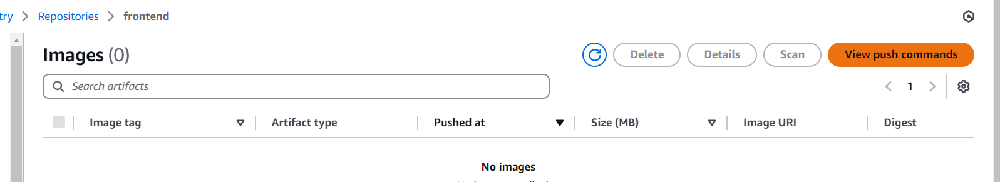 try > Repositories > frontend
Images (0)
Delete
Details
Scan
View push commands
Search artifacts
1
Image tag
Artifact type
Pushed at
Size (MB)
Image URI
Digest
No images